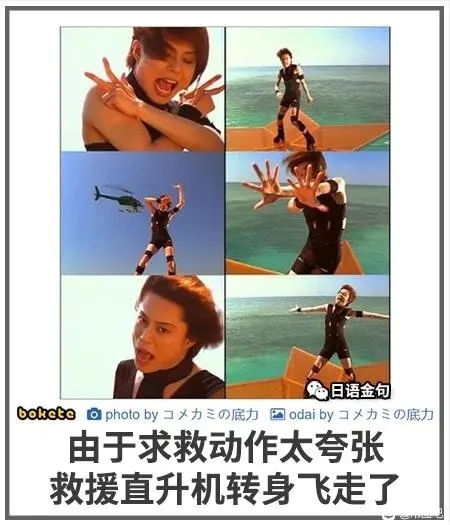 日语金句
bokete photo by コメカミの底力 odai by コメカミの底力
由于求救动作太夸张
救援直升机转身飞走了